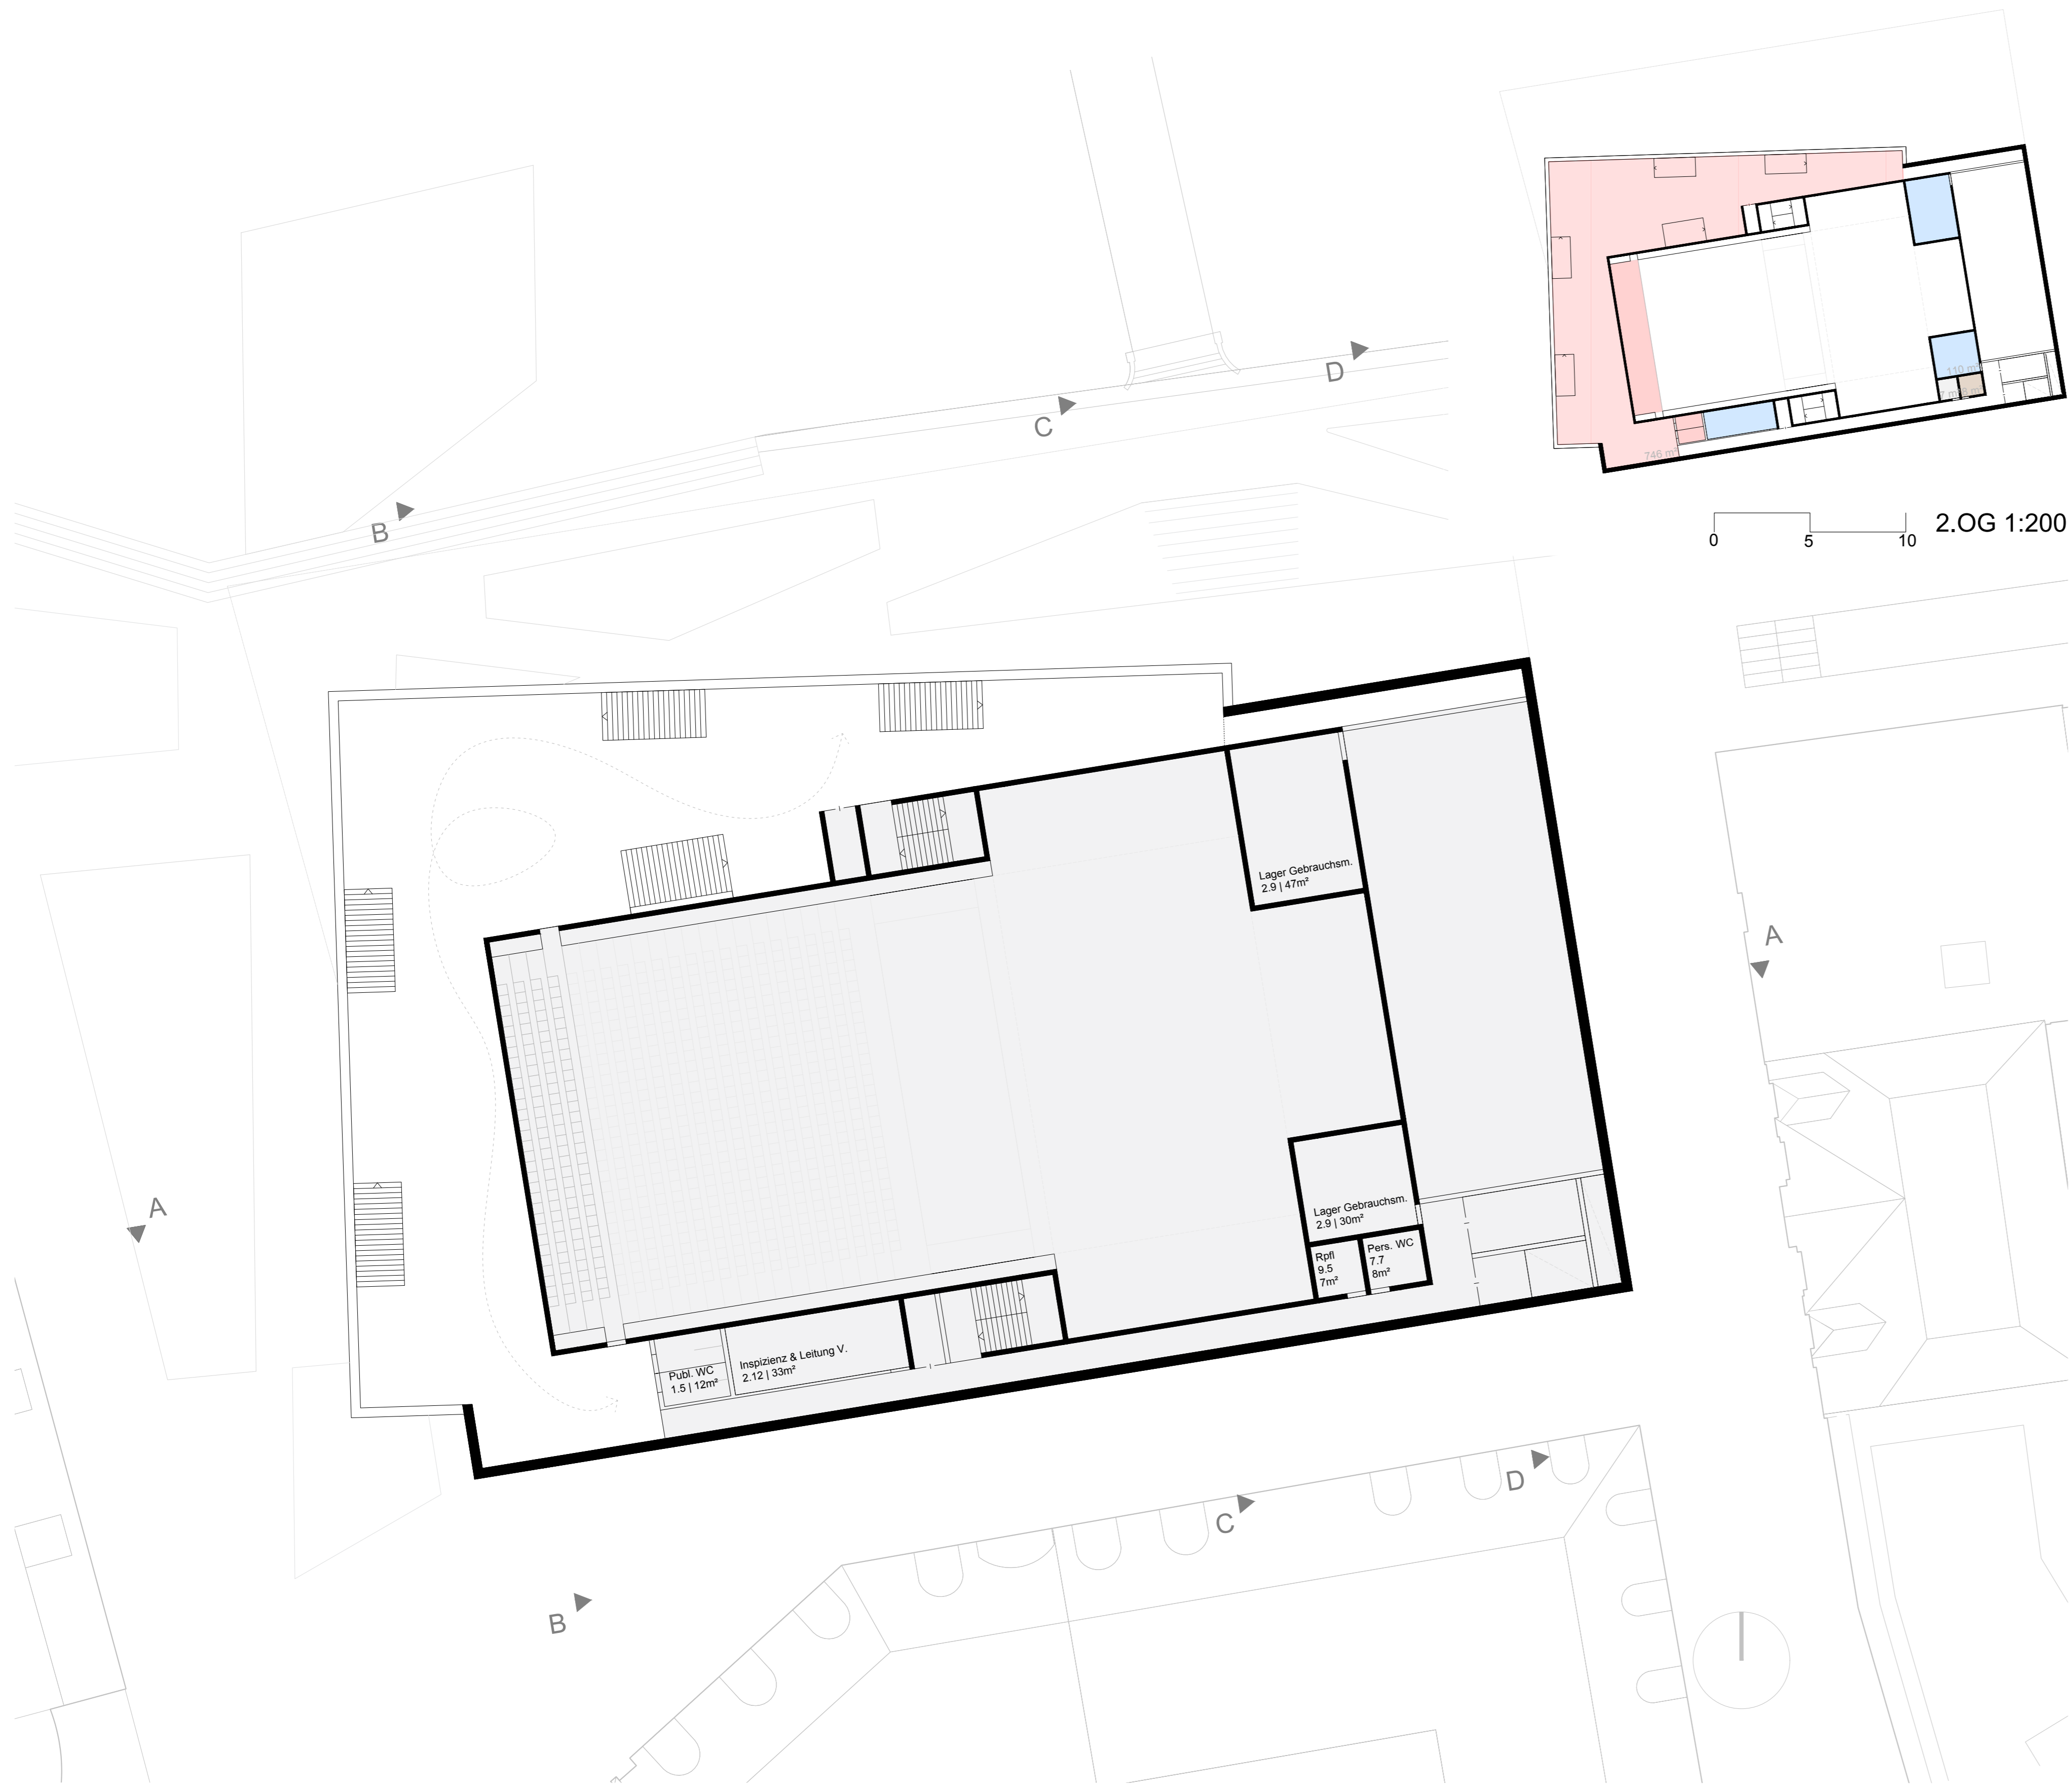 110 m²
746 m²
2.OG 1:200
0
5
10
D
C
B
A
A
Lager Gebrauchsm.
2.9 | 47m²
Lager Gebrauchsm.
2.9 | 30m²
Rpfl
9.5
7m²
Pers. WC
7.7
8m²
Inspizienz & Leitung V.
2.12 | 33m²
Publ. WC
1.5 | 12m²
D
C
B